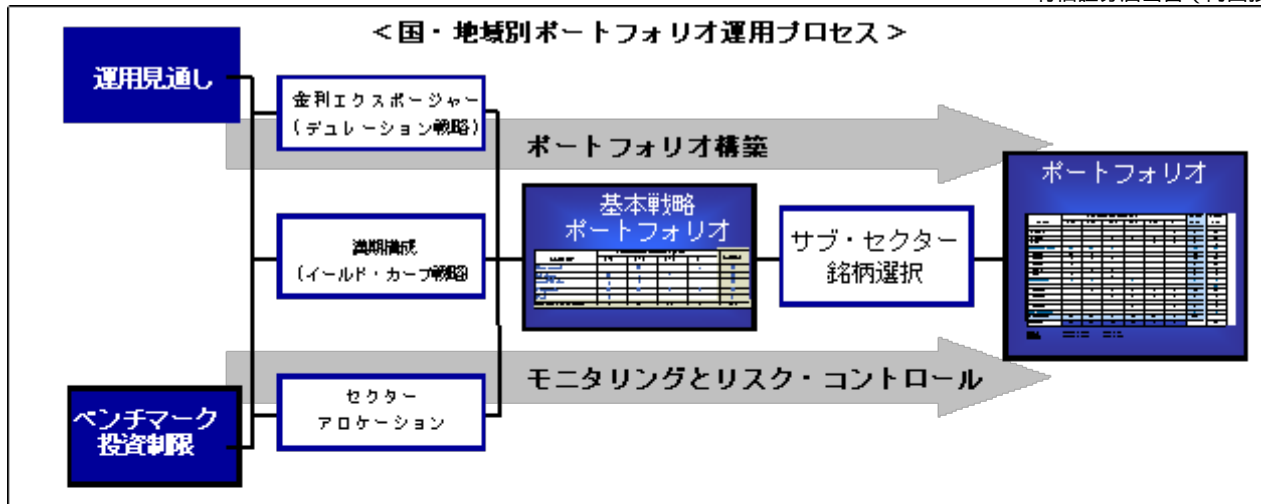 <国・地域別ポートフォリオ運用プロセス>
運用見通し
金利エクスポージャー
(デュレーション戦略)
ポートフォリオ構築
ポートフォリオ
基本戦略
ポートフォリオ
満期構成
(イールド・カーブ戦略)
サブ・セクター
銘柄選択
モニタリングとリスク・コントロール
セクター
アロケーション
ベンチマーク
投資制限